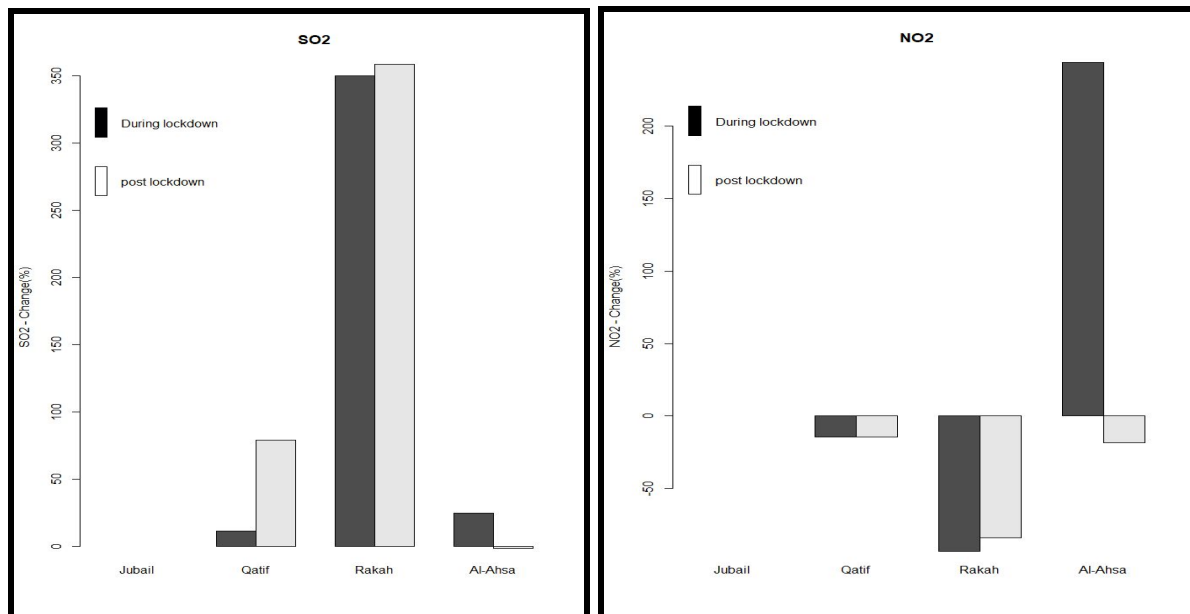 SO2
SO2 - Change(%)
350
300
250
200
150
100
50
0
During lockdown
post lockdown
Jubail Qatif Rakah Al-Ahsa
NO2
NO2 - Change(%)
200
150
100
50
0
-50
During lockdown
post lockdown
Jubail Qatif Rakah Al-Ahsa